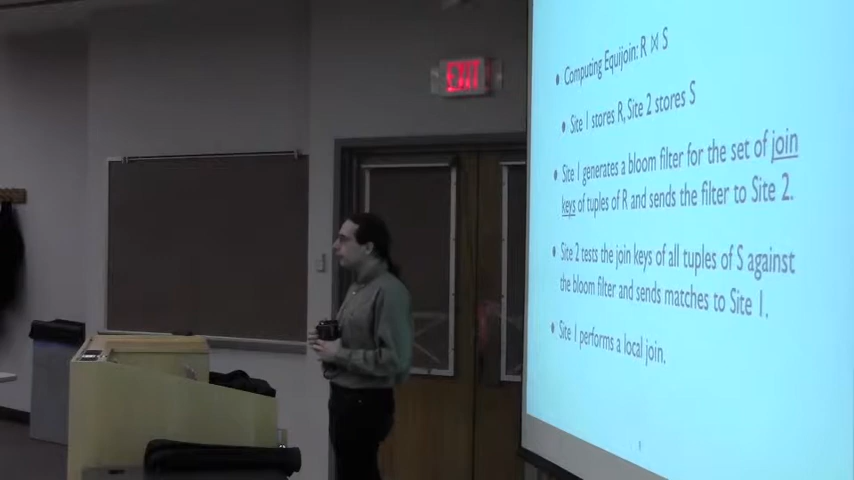 EXIT
• Computing Equijoin: R ⋈ S
• Site 1 stores R, Site 2 stores S
• Site 1 generates a bloom filter for the set of join
keys of tuples of R and sends the filter to Site 2.
• Site 2 tests the join keys of all tuples of S against
the bloom filter and sends matches to Site 1.
• Site 1 performs a local join.